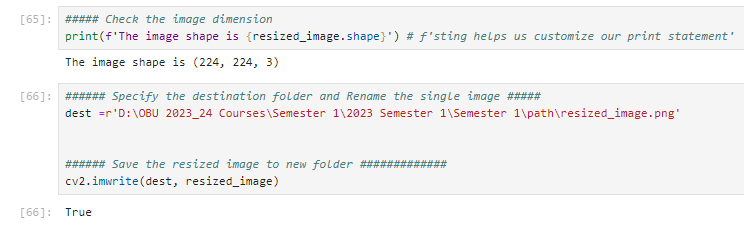 [65]: ##### Check the image dimension
print(f'The image shape is {resized_image.shape}') # f'sting helps us customize our print statement'
The image shape is (224, 224, 3)
[66]: ###### Specify the destination folder and Rename the single image #####
dest =r'D:\OBU 2023_24 Courses\Semester 1\2023 Semester 1\Semester 1\path\resized_image.png'
###### Save the resized image to new folder #############
cv2.imwrite(dest, resized_image)
[66]: True